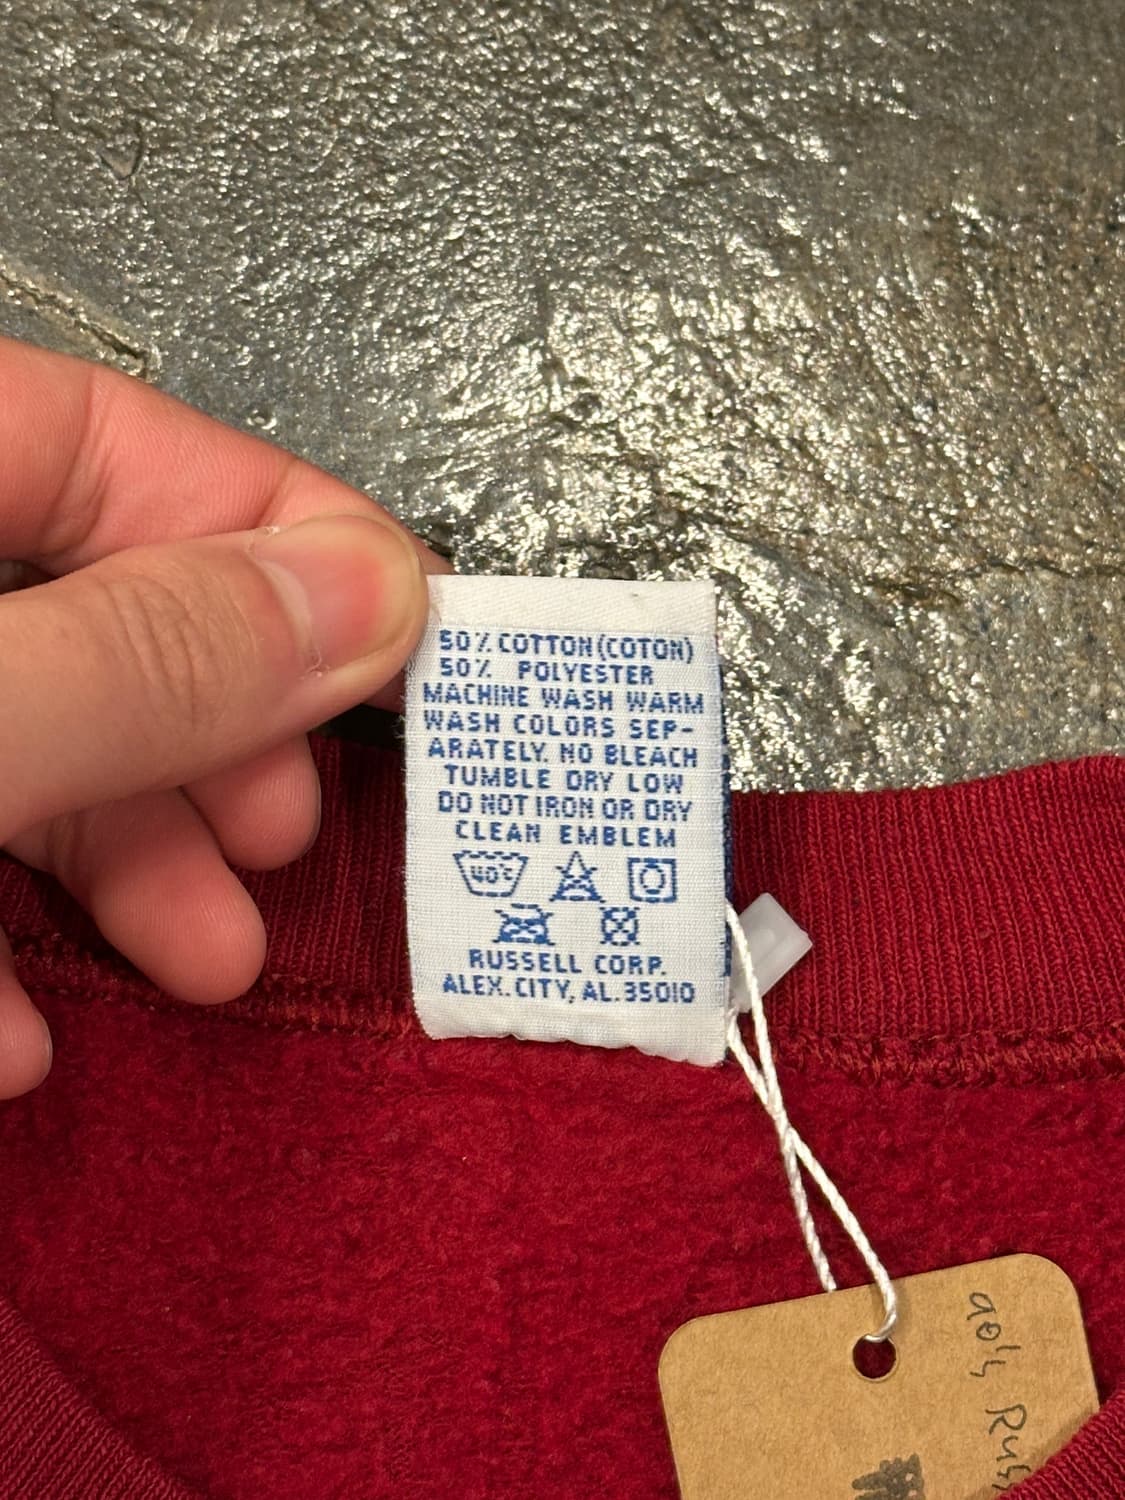 50% COTTON (COTON)
50% POLYESTER
MACHINE WASH WARM
WASH COLORS SEP-
ARATELY. NO BLEACH
TUMBLE DRY LOW
DO NOT IRON OR DRY
CLEAN EMBLEM
40°C
RUSSELL CORP.
ALEX. CITY, AL. 35010
90's